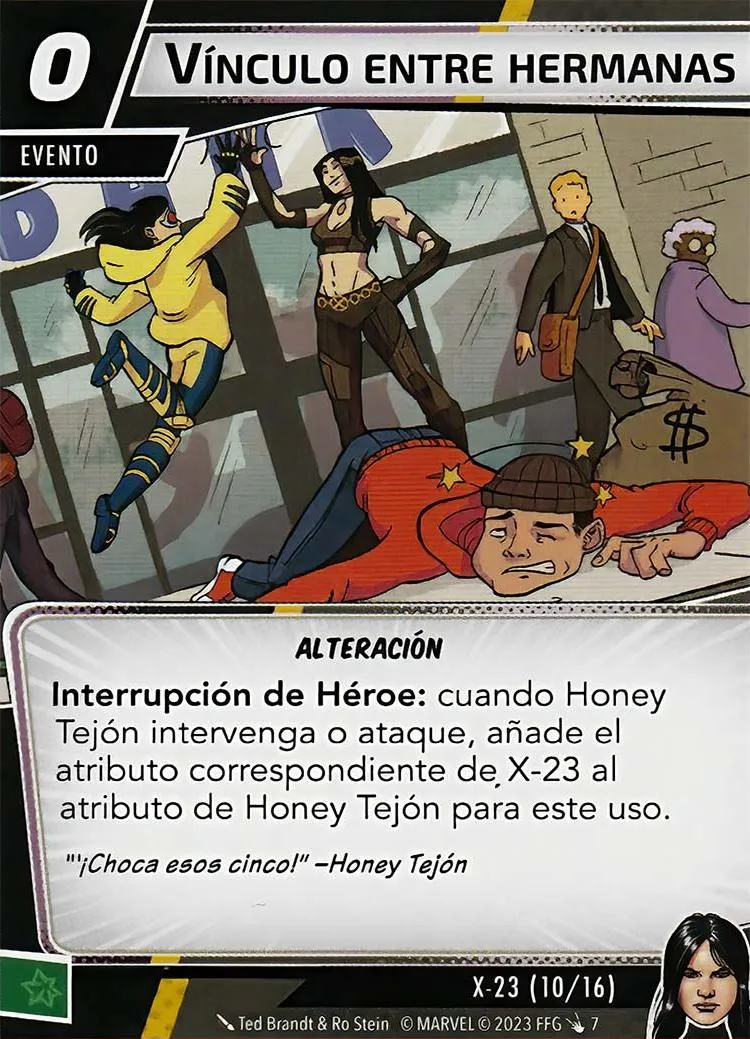 0
VÍNCULO ENTRE HERMANAS
EVENTO
$
ALTERACIÓN
Interrupción de Héroe: cuando Honey
Tejón intervenga o ataque, añade el
atributo correspondiente de X-23 al
atributo de Honey Tejón para este uso.
"'¡Choca esos cinco!" –Honey Tejón
X-23 (10/16)
Ted Brandt & Ro Stein © MARVEL © 2023 FFG 7